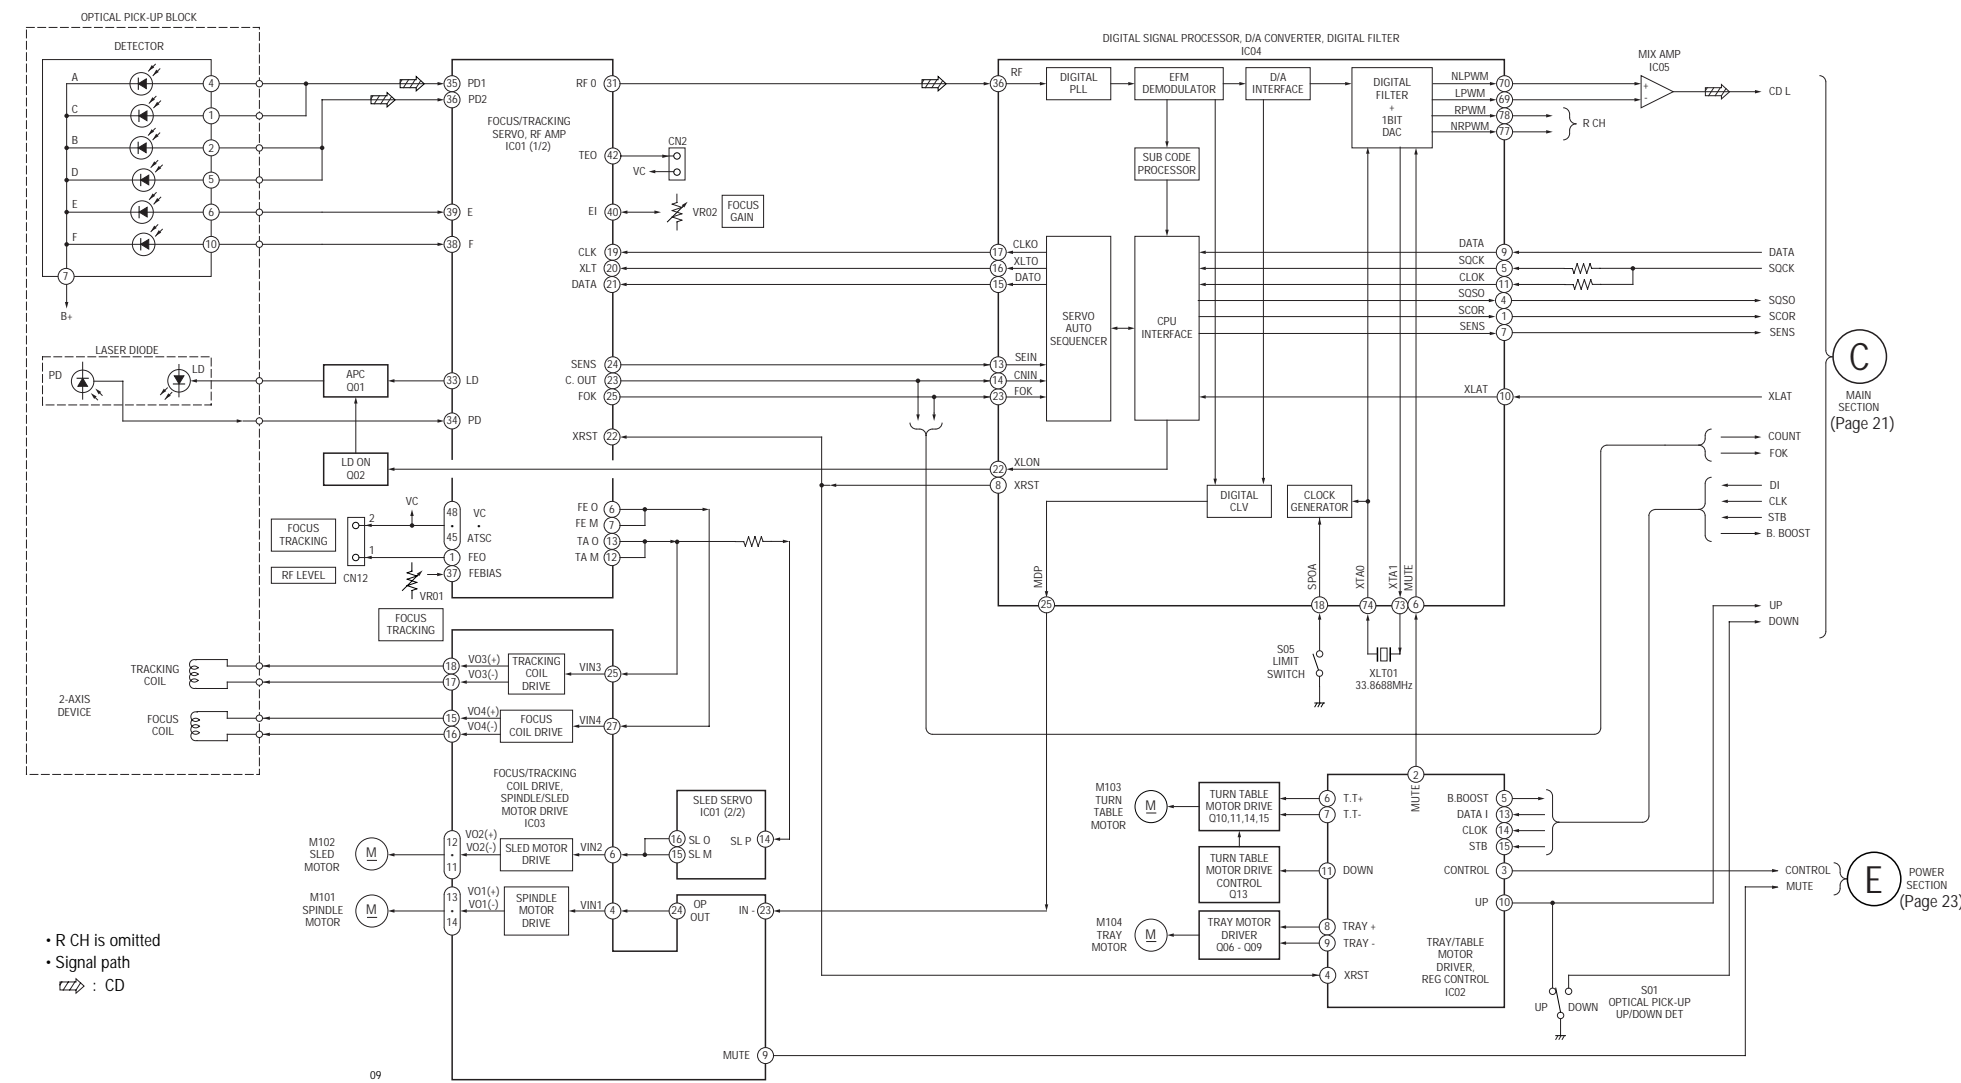 OPTICAL PICK-UP BLOCK
DETECTOR
A
4
C
1
B
2
D
5
E
6
F
10
7
B+
LASER DIODE
PD
LD
APC
Q01
LD ON
Q02
35 PD1
36 PD2
39 E
38 F
33 LD
34 PD
FOCUS/TRACKING
SERVO, RF AMP
IC01 (1/2)
RF 0 31
TEO 42
EI 40
CLK 19
XLT 20
DATA 21
SENS 24
C. OUT 23
FOK 25
XRST 22
CN2
VC
VR02
FOCUS
GAIN
VC
FOCUS
TRACKING
2
1
RF LEVEL
CN12
VR01
FOCUS
TRACKING
48 VC
45 ATSC
1 FEO
37 FEBIAS
FE O 6
FE M 7
TA O 13
TA M 12
TRACKING
COIL
FOCUS
COIL
2-AXIS
DEVICE
18 VO3(+)
17 VO3(-)
TRACKING
COIL
DRIVE
VIN3 25
15 VO4(+)
16 VO4(-)
FOCUS
COIL DRIVE
VIN4 27
FOCUS/TRACKING
COIL DRIVE,
SPINDLE/SLED
MOTOR DRIVE
IC03
SLED SERVO
IC01 (2/2)
16 SL O
15 SL M
SL P 14
M102
SLED
MOTOR
M
12
11
VO2(+)
VO2(-)
SLED MOTOR
DRIVE
VIN2 6
M101
SPINDLE
MOTOR
M
13
14
VO1(+)
VO1(-)
SPINDLE
MOTOR
DRIVE
VIN1 4
24 OP
OUT
IN - 23
MUTE 9
• R CH is omitted
• Signal path
: CD
09
DIGITAL SIGNAL PROCESSOR, D/A CONVERTER, DIGITAL FILTER
IC04
36 RF
DIGITAL
PLL
EFM
DEMODULATOR
D/A
INTERFACE
DIGITAL
FILTER
+
1BIT
DAC
NLPWM 70
LPWM 69
RPWM 78
NRPWM 77
MIX AMP
IC05
+
-
CD L
R CH
SUB CODE
PROCESSOR
17 CLKO
16 XLTO
15 DATO
SERVO
AUTO
SEQUENCER
CPU
INTERFACE
13 SEIN
14 CNIN
23 FOK
22 XLON
8 XRST
DATA 9
SQCK 5
CLOK 11
SQSO 4
SCOR 1
SENS 7
XLAT 10
DATA
SQCK
SQSO
SCOR
SENS
XLAT
COUNT
FOK
DI
CLK
STB
B. BOOST
UP
DOWN
C
MAIN
SECTION
(Page 21)
DIGITAL
CLV
CLOCK
GENERATOR
MDP
25
SPOA
18
XTA0
74
XTA1
73
MUTE
6
S05
LIMIT
SWITCH
XLT01
33.8688MHz
M103
TURN
TABLE
MOTOR
M
TURN TABLE
MOTOR DRIVE
Q10,11,14,15
TURN TABLE
MOTOR DRIVE
CONTROL
Q13
M104
TRAY
MOTOR
M
TRAY MOTOR
DRIVER
Q06 - Q09
2
MUTE
6 T.T+
7 T.T-
11 DOWN
8 TRAY +
9 TRAY -
4 XRST
B.BOOST 5
DATA I 13
CLOK 14
STB 15
CONTROL 3
UP 10
TRAY/TABLE
MOTOR
DRIVER,
REG CONTROL
IC02
CONTROL
MUTE
E
POWER
SECTION
(Page 23)
UP
DOWN
S01
OPTICAL PICK-UP
UP/DOWN DET